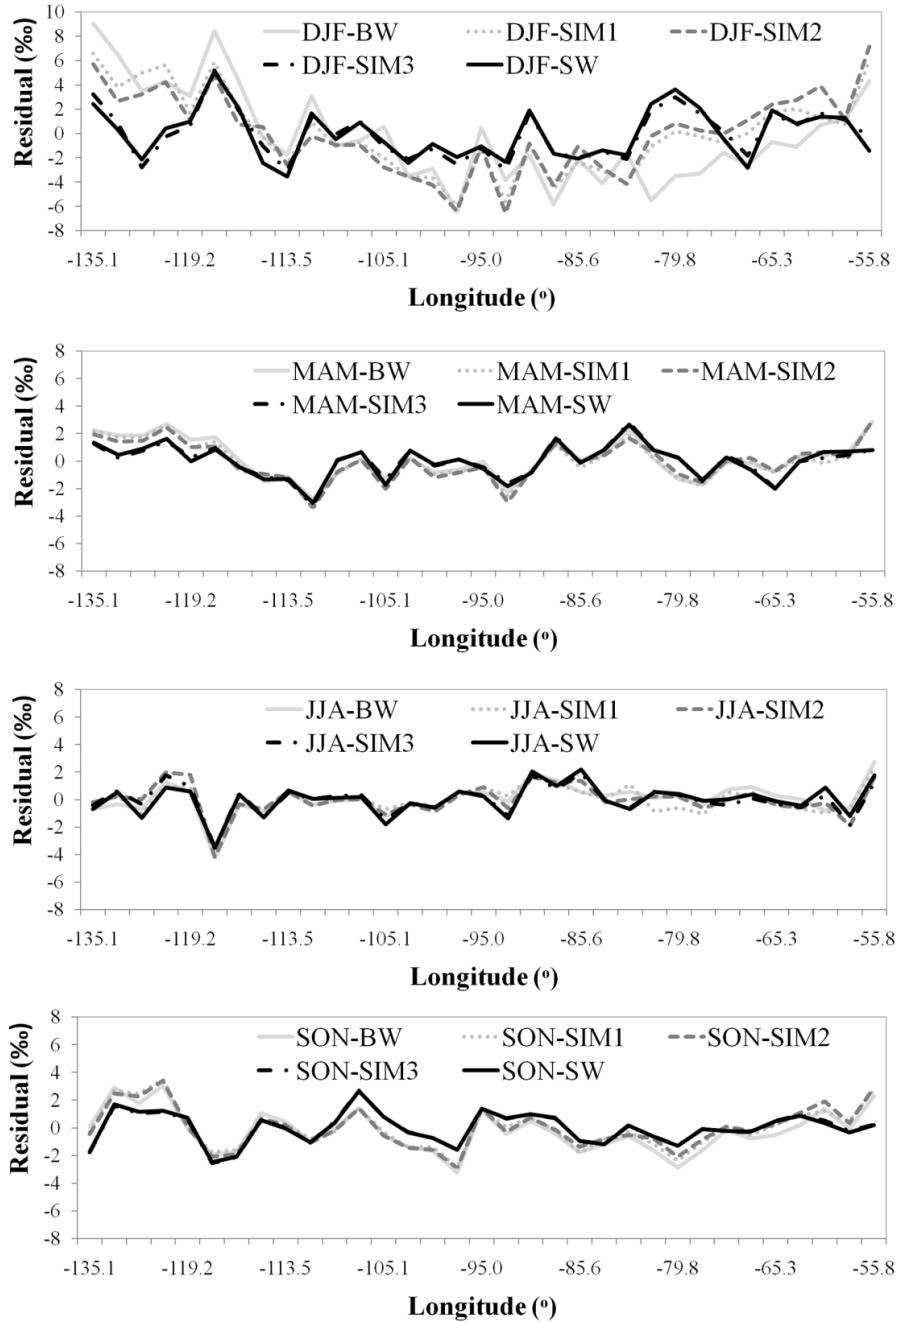 10
8
6
4
2
0
-2
-4
-6
-8
Residual (‰)
DJF-BW DJF-SIM1 DJF-SIM2
DJF-SIM3 DJF-SW
-135.1 -119.2 -113.5 -105.1 -95.0 -85.6 -79.8 -65.3 -55.8
Longitude (º)
8
6
4
2
0
-2
-4
-6
-8
Residual (‰)
MAM-BW MAM-SIM1 MAM-SIM2
MAM-SIM3 MAM-SW
-135.1 -119.2 -113.5 -105.1 -95.0 -85.6 -79.8 -65.3 -55.8
Longitude (º)
8
6
4
2
0
-2
-4
-6
-8
Residual (‰)
JJA-BW JJA-SIM1 JJA-SIM2
JJA-SIM3 JJA-SW
-135.1 -119.2 -113.5 -105.1 -95.0 -85.6 -79.8 -65.3 -55.8
Longitude (º)
8
6
4
2
0
-2
-4
-6
-8
Residual (‰)
SON-BW SON-SIM1 SON-SIM2
SON-SIM3 SON-SW
-135.1 -119.2 -113.5 -105.1 -95.0 -85.6 -79.8 -65.3 -55.8
Longitude (º)